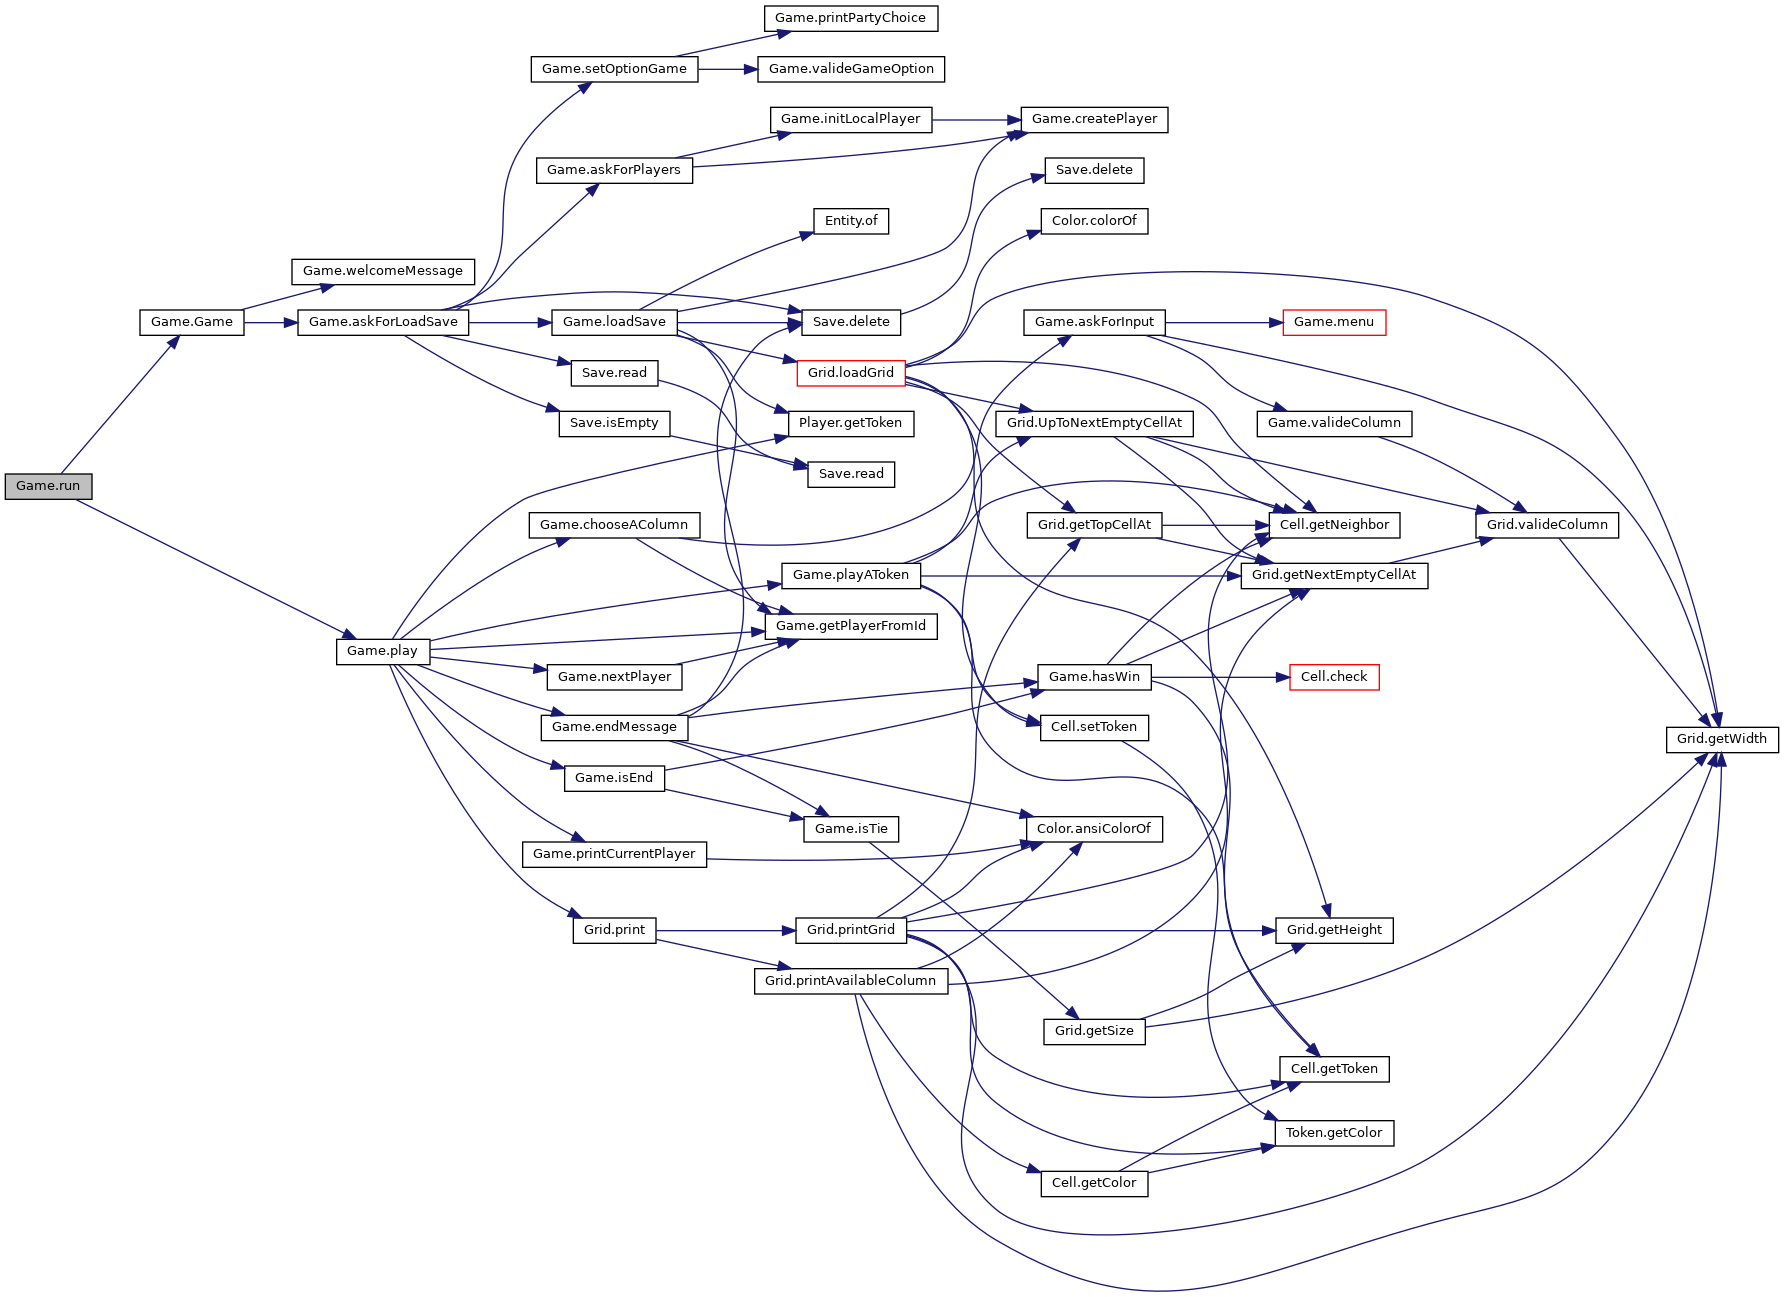 Game.printPartyChoice
Game.setOptionGame
Game.valideGameOption
Game.initLocalPlayer
Game.createPlayer
Game.askForPlayers
Save.delete
Entity.of
Color.colorOf
Game.welcomeMessage
Game.Game
Game.askForLoadSave
Game.loadSave
Save.delete
Game.askForInput
Game.menu
Save.read
Grid.loadGrid
Save.isEmpty
Player.getToken
Grid.UpToNextEmptyCellAt
Game.valideColumn
Save.read
Game.run
Game.chooseAColumn
Grid.getTopCellAt
Cell.getNeighbor
Grid.valideColumn
Game.playAToken
Grid.getNextEmptyCellAt
Game.getPlayerFromId
Game.play
Game.nextPlayer
Game.hasWin
Cell.check
Game.endMessage
Cell.setToken
Grid.getWidth
Game.isEnd
Game.isTie
Color.ansiColorOf
Game.printCurrentPlayer
Grid.print
Grid.printGrid
Grid.getHeight
Grid.printAvailableColumn
Grid.getSize
Cell.getToken
Token.getColor
Cell.getColor